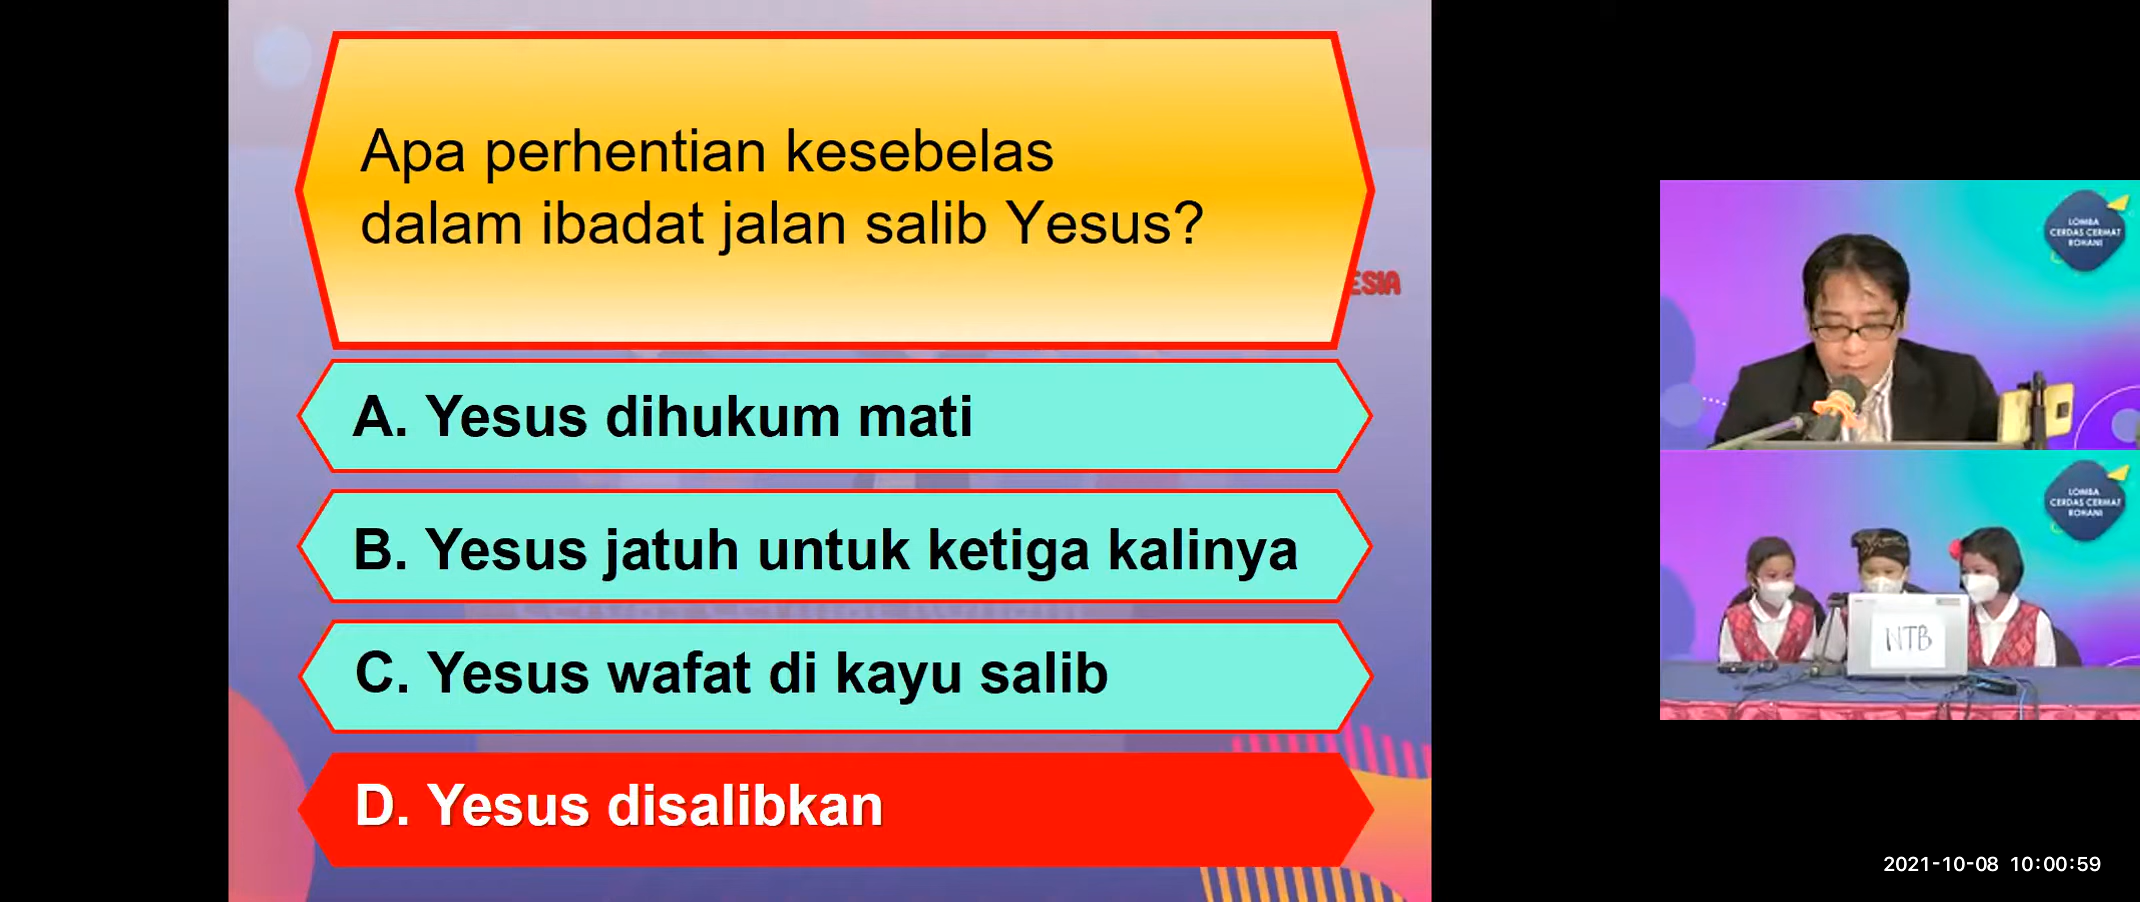 Apa perhentian kesebelas
dalam ibadat jalan salib Yesus?
ESIA
A. Yesus dihukum mati
B. Yesus jatuh untuk ketiga kalinya
C. Yesus wafat di kayu salib
D. Yesus disalibkan
LOMBA
CERDAS CERMAT
ROHANI
LOMBA
CERDAS CERMAT
ROHANI
NTB
2021-10-08 10:00:59